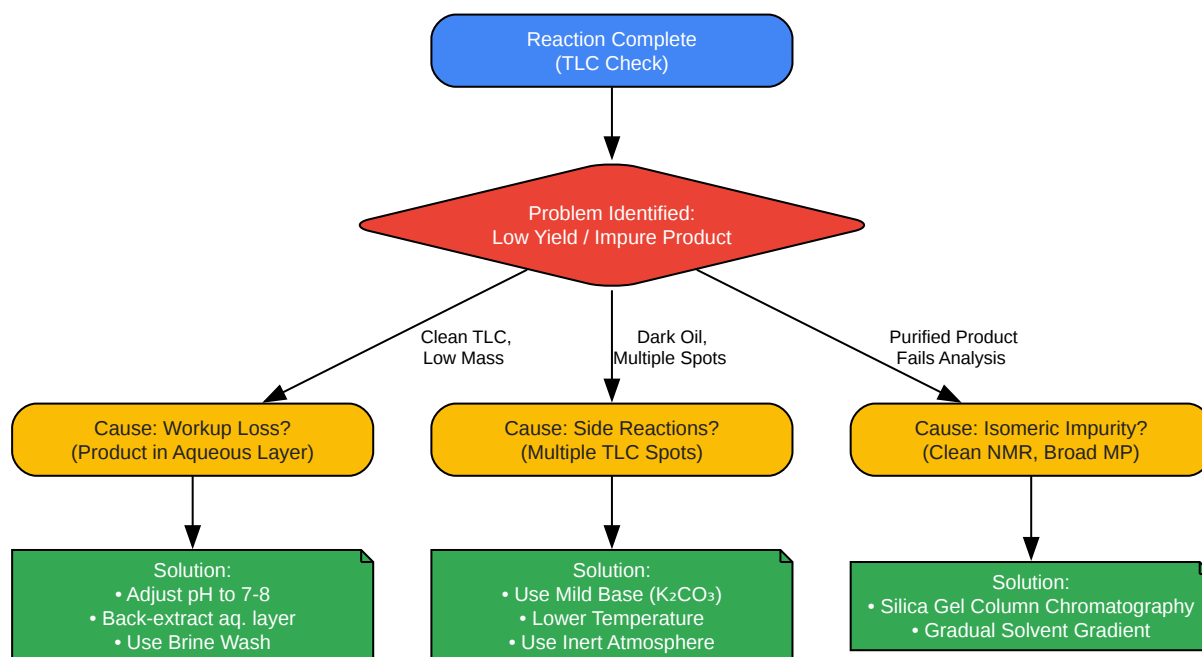 Reaction Complete
(TLC Check)
Problem Identified:
Low Yield / Impure Product
Clean TLC,
Low Mass
Dark Oil,
Multiple Spots
Purified Product
Fails Analysis
Cause: Workup Loss?
(Product in Aqueous Layer)
Cause: Side Reactions?
(Multiple TLC Spots)
Cause: Isomeric Impurity?
(Clean NMR, Broad MP)
Solution:
• Adjust pH to 7-8
• Back-extract aq. layer
• Use Brine Wash
Solution:
• Use Mild Base (K₂CO₃)
• Lower Temperature
• Use Inert Atmosphere
Solution:
• Silica Gel Column Chromatography
• Gradual Solvent Gradient